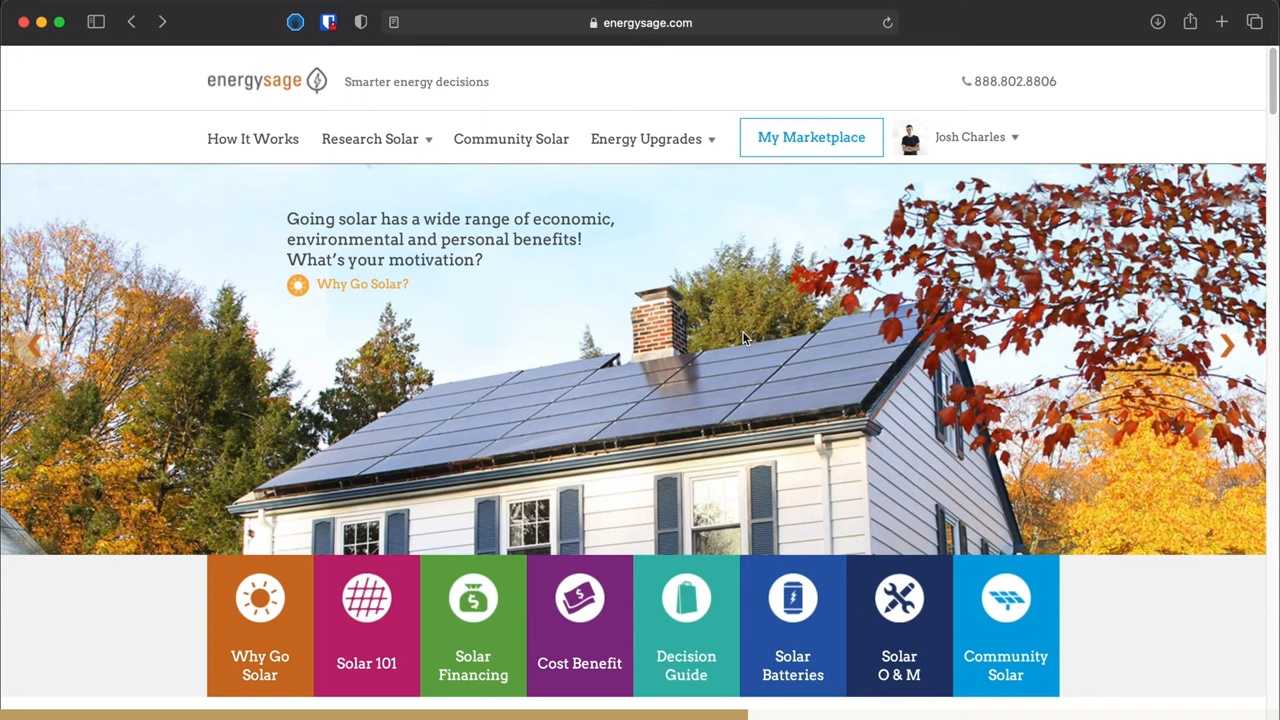 energysage.com
energysage Smarter energy decisions
888.802.8806
How It Works Research Solar Community Solar Energy Upgrades My Marketplace Josh Charles
Going solar has a wide range of economic,
environmental and personal benefits!
What's your motivation?
Why Go Solar?
Why Go
Solar
Solar 101
Solar
Financing
Cost Benefit
Decision
Guide
Solar
Batteries
Solar
O & M
Community
Solar